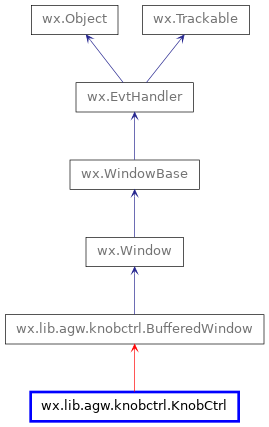 wx.Object wx.Trackable
wx.EvtHandler
wx.WindowBase
wx.Window
wx.lib.agw.knobctrl.BufferedWindow
wx.lib.agw.knobctrl.KnobCtrl